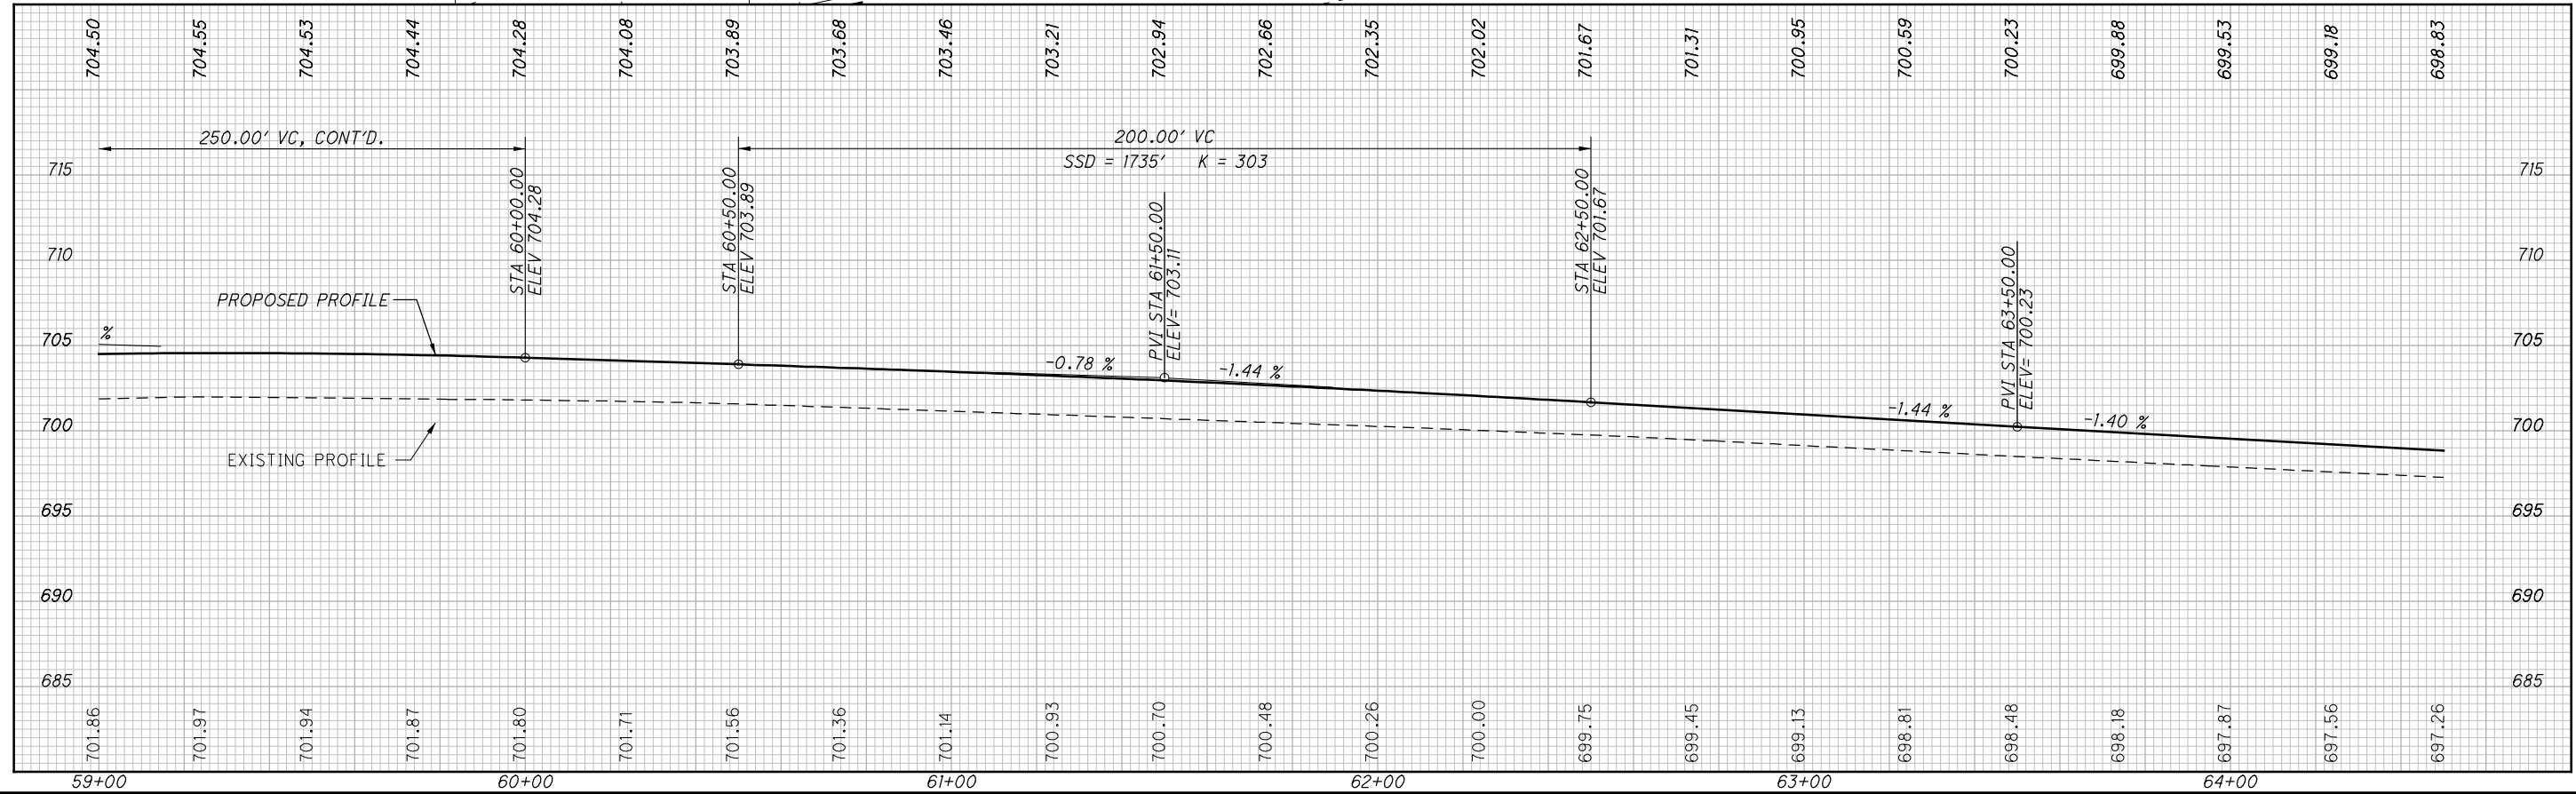 704.50 704.55 704.53 704.44 704.28 704.08 703.89 703.68 703.46 703.21 702.94 702.66 702.35 702.02 701.67 701.31 700.95 700.59 700.23 699.88 699.53 699.18 698.83
250.00' VC, CONT'D.
200.00' VC
SSD = 1735' K = 303
715 715
STA 60+00.00
ELEV 704.28
STA 60+50.00
ELEV 703.89
PVI STA 61+50.00
ELEV= 703.11
STA 62+50.00
ELEV 701.67
PVI STA 63+50.00
ELEV= 700.23
710 710
PROPOSED PROFILE
%
705 705
-0.78 %
-1.44 %
-1.44 %
-1.40 %
700 700
EXISTING PROFILE
695 695
690 690
685 685
701.86 701.97 701.94 701.87 701.80 701.71 701.56 701.36 701.14 700.93 700.70 700.48 700.26 700.00 699.75 699.45 699.13 698.81 698.48 698.18 697.87 697.56 697.26
59+00 60+00 61+00 62+00 63+00 64+00